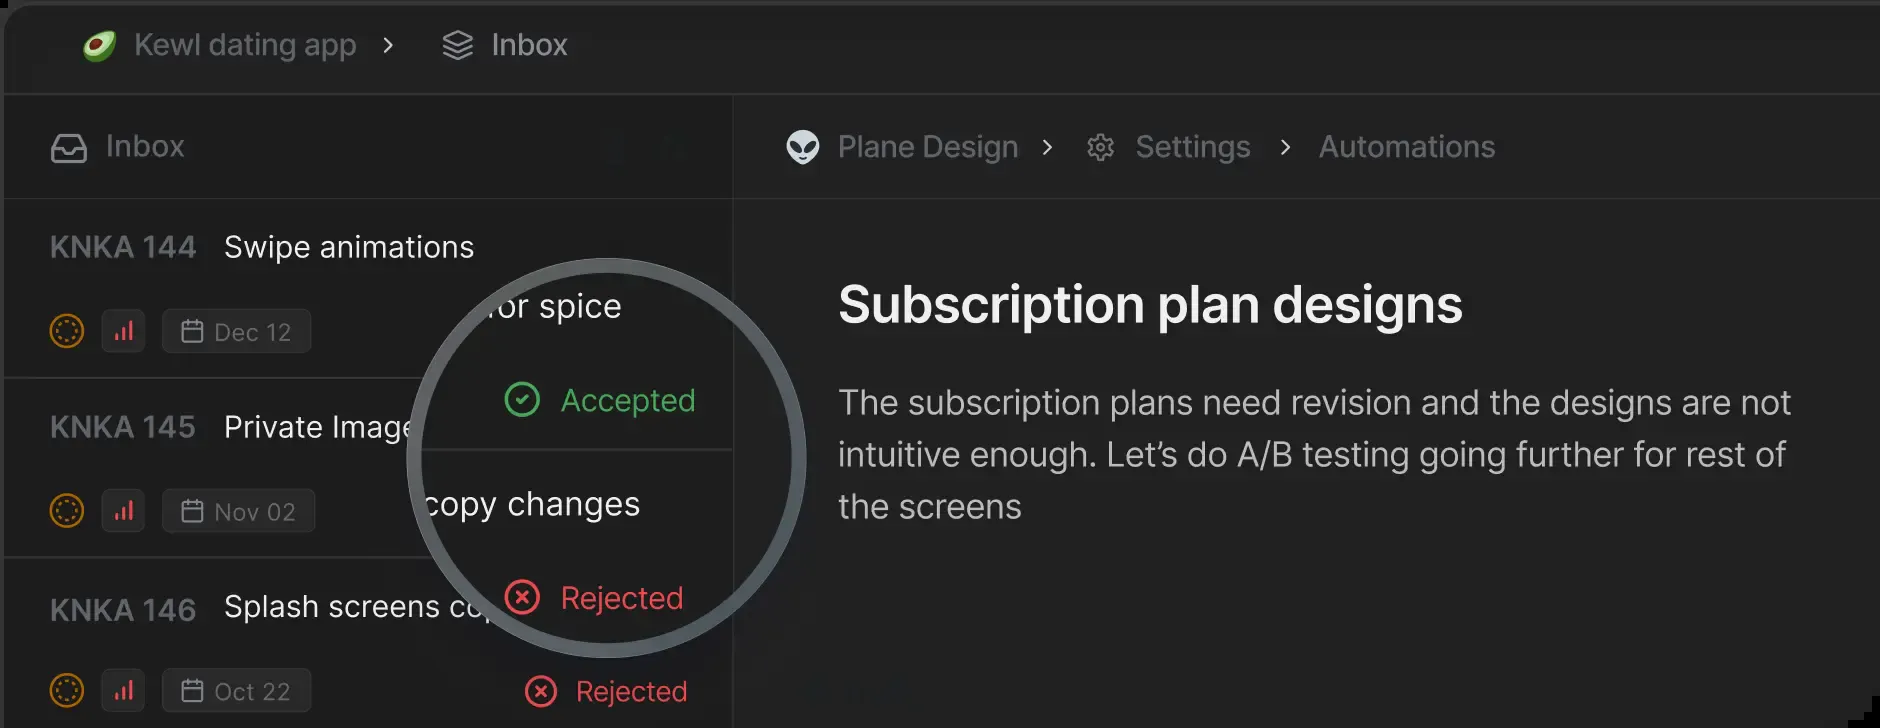 Kewl dating app > Inbox
Inbox
Plane Design > Settings > Automations
KNKA 144 Swipe animations
Dec 12
KNKA 145 Private Image
Nov 02
KNKA 146 Splash screens co
Oct 22
Rejected
or spice
Accepted
copy changes
Rejected
Subscription plan designs
The subscription plans need revision and the designs are not
intuitive enough. Let’s do A/B testing going further for rest of
the screens